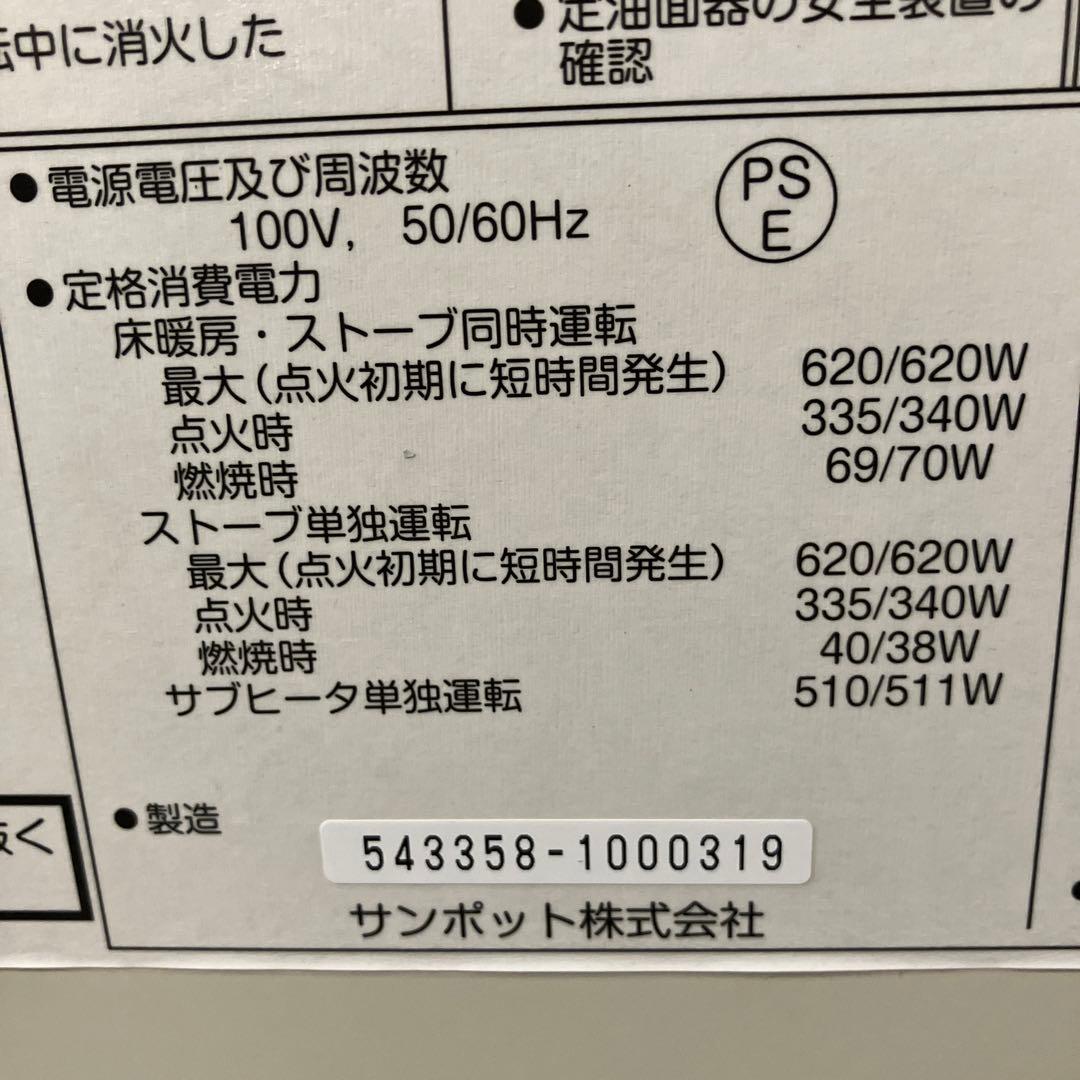 転中に消火した
●定油面器の安全装置の
確認
●電源電圧及び周波数
100V, 50/60Hz
PS
E
●定格消費電力
床暖房・ストーブ同時運転
最大(点火初期に短時間発生) 620/620W
点火時 335/340W
燃焼時 69/70W
ストーブ単独運転
最大(点火初期に短時間発生) 620/620W
点火時 335/340W
燃焼時 40/38W
サブヒータ単独運転 510/511W
●製造
543358-1000319
サンポット株式会社
抜く